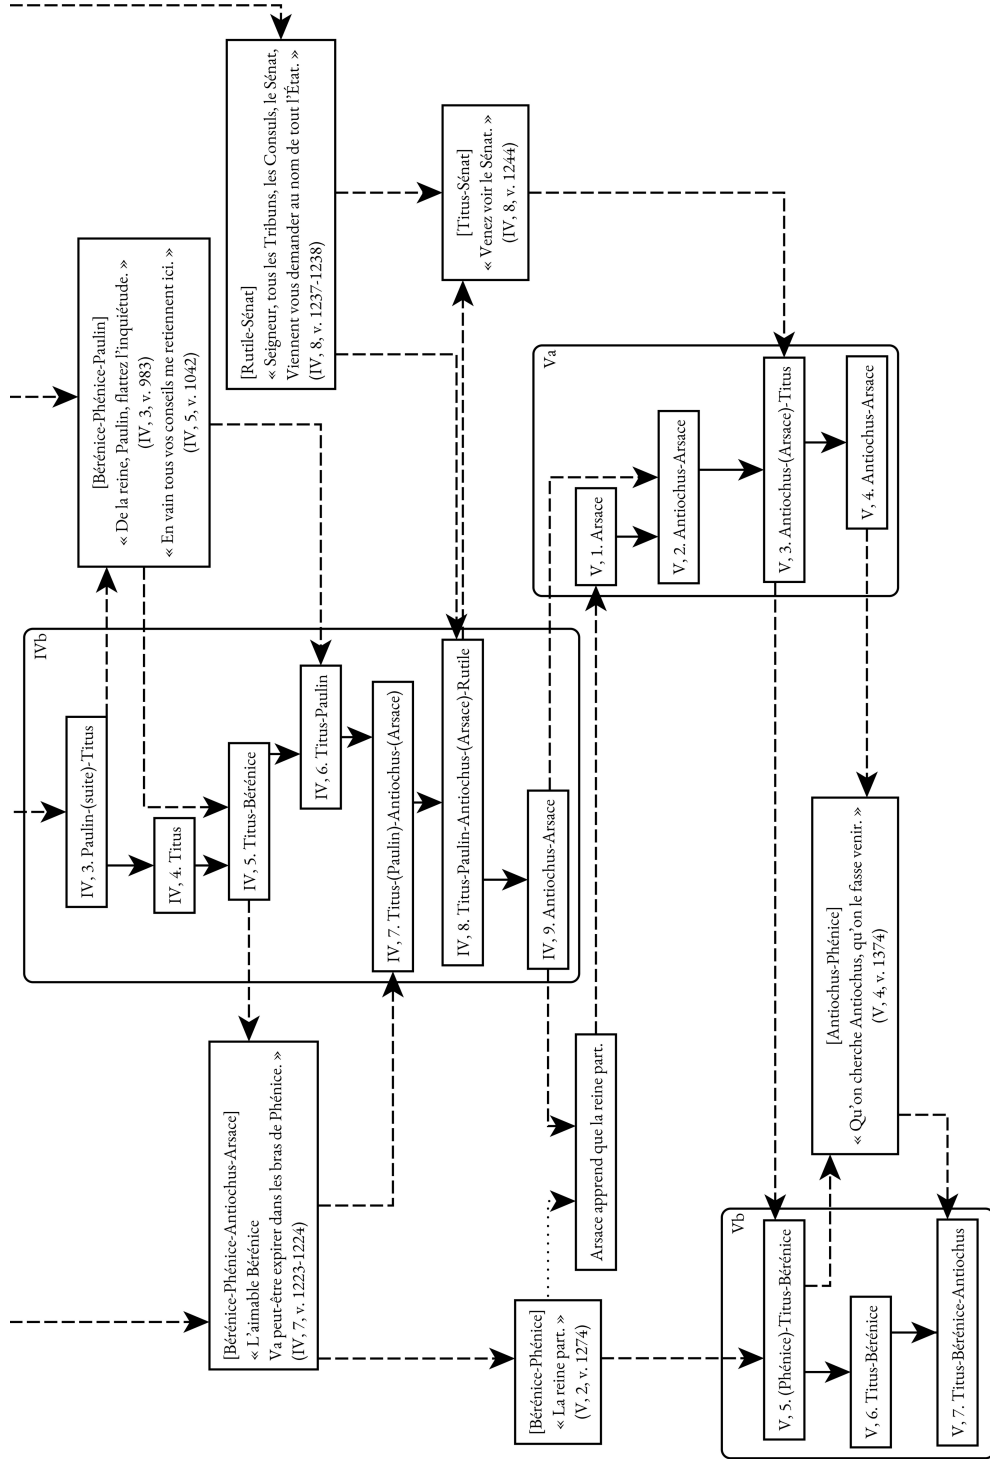 [Rutile-Sénat]
« Seigneur, tous les Tribuns, les Consuls, le Sénat,
Viennent vous demander au nom de tout l'État. »
(IV, 8, v. 1237-1238)
[Titus-Sénat]
« Venez voir le Sénat. »
(IV, 8, v. 1244)
[Bérénice-Phénice-Paulin]
« De la reine, Paulin, flattez l'inquiétude. »
(IV, 3, v. 983)
« En vain tous vos conseils me retiennent ici. »
(IV, 5, v. 1042)
IVb
IV, 3. Paulin-(suite)-Titus
IV, 4. Titus
IV, 5. Titus-Bérénice
IV, 6. Titus-Paulin
IV, 7. Titus-(Paulin)-Antiochus-(Arsace)
IV, 8. Titus-Paulin-Antiochus-(Arsace)-Rutile
IV, 9. Antiochus-Arsace
Va
V, 1. Arsace
V, 2. Antiochus-Arsace
V, 3. Antiochus-(Arsace)-Titus
V, 4. Antiochus-Arsace
[Bérénice-Phénice-Antiochus-Arsace]
« L'aimable Bérénice
Va peut-être expirer dans les bras de Phénice. »
(IV, 7, v. 1223-1224)
Arsace apprend que la reine part.
[Bérénice-Phénice]
« La reine part. »
(V, 2, v. 1274)
[Antiochus-Phénice]
« Qu'on cherche Antiochus, qu'on le fasse venir. »
(V, 4, v. 1374)
Vb
V, 5. (Phénice)-Titus-Bérénice
V, 6. Titus-Bérénice
V, 7. Titus-Bérénice-Antiochus